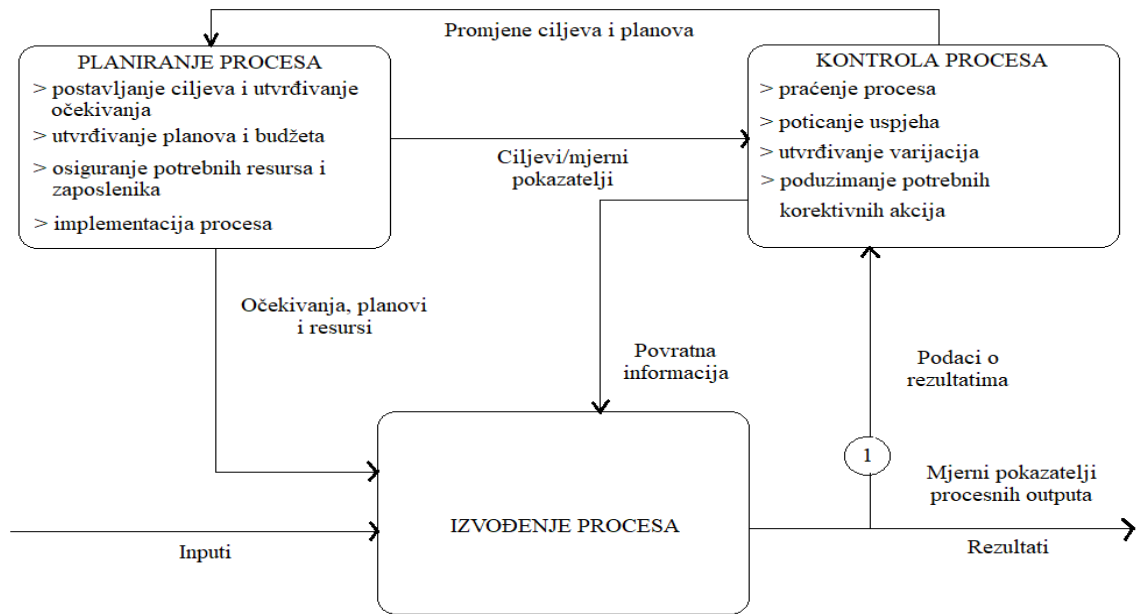 Promjene ciljeva i planova
PLANIRANJE PROCESA
> postavljanje ciljeva i utvrđivanje
očekivanja
> utvrđivanje planova i budžeta
> osiguranje potrebnih resursa i
zaposlenika
> implementacija procesa
Ciljevi/mjerni
pokazatelji
KONTROLA PROCESA
> praćenje procesa
> poticanje uspjeha
> utvrđivanje varijacija
> poduzimanje potrebnih
korektivnih akcija
Očekivanja, planovi
i resursi
Povratna
informacija
Podaci o
rezultatima
1
Mjerni pokazatelji
procesnih outputa
IZVOĐENJE PROCESA
Inputi
Rezultati